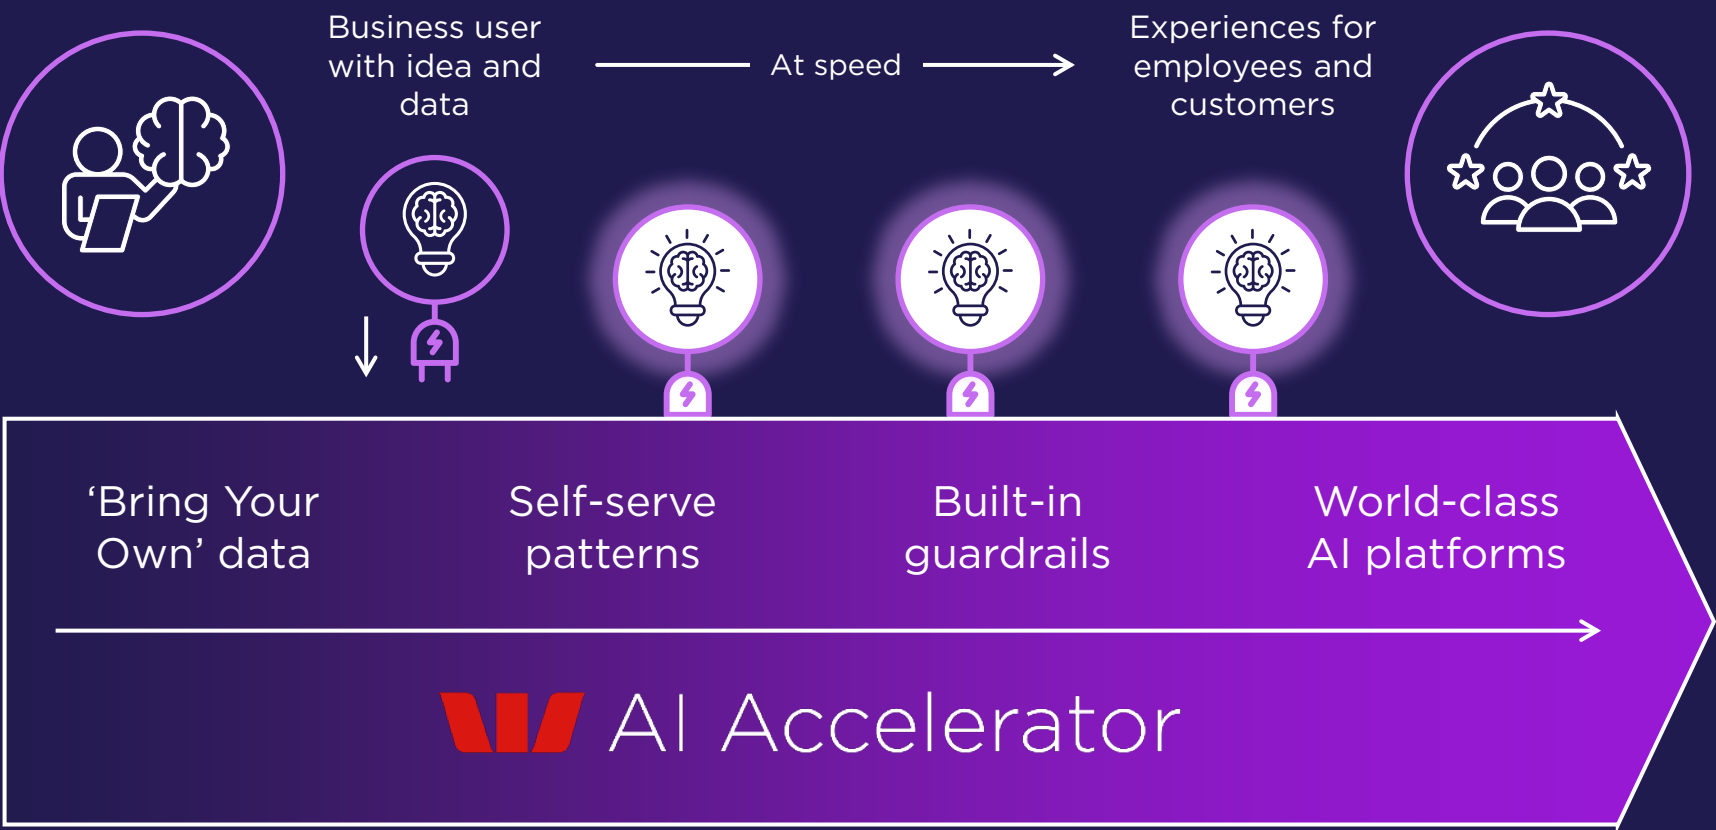 Business user
with idea and
data
At speed
Experiences for
employees and
customers
‘Bring Your
Own’ data
Self-serve
patterns
Built-in
guardrails
World-class
AI platforms
AI Accelerator